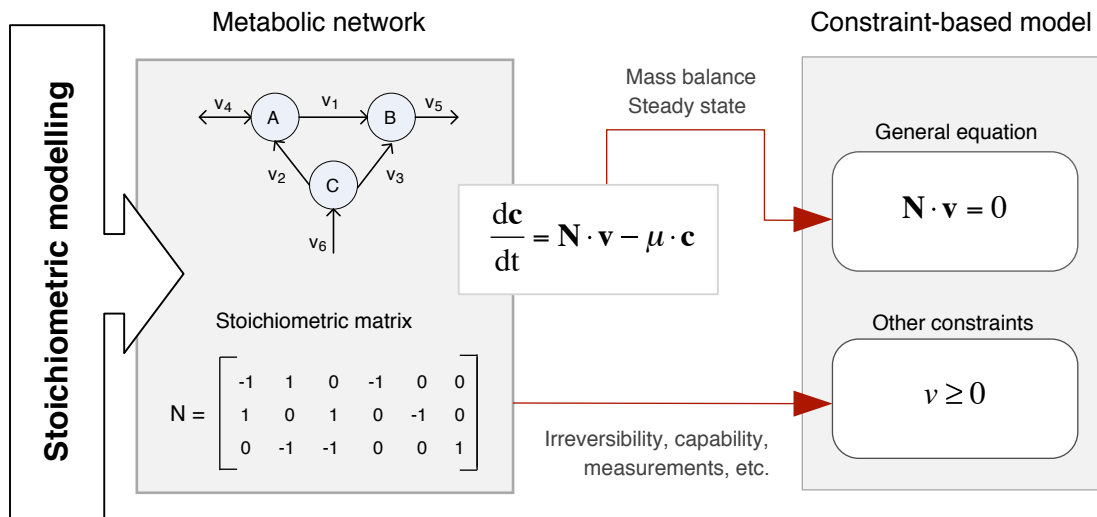 Stoichiometric modelling
Metabolic network
v4
A
v1
B
v5
v2
C
v3
v6
Stoichiometric matrix
N =
-1 1 0 -1 0 0
1 0 1 0 -1 0
0 -1 -1 0 0 1
dc/dt = N · v − μ · c
Mass balance
Steady state
Irreversibility, capability,
measurements, etc.
Constraint-based model
General equation
N · v = 0
Other constraints
v ≥ 0